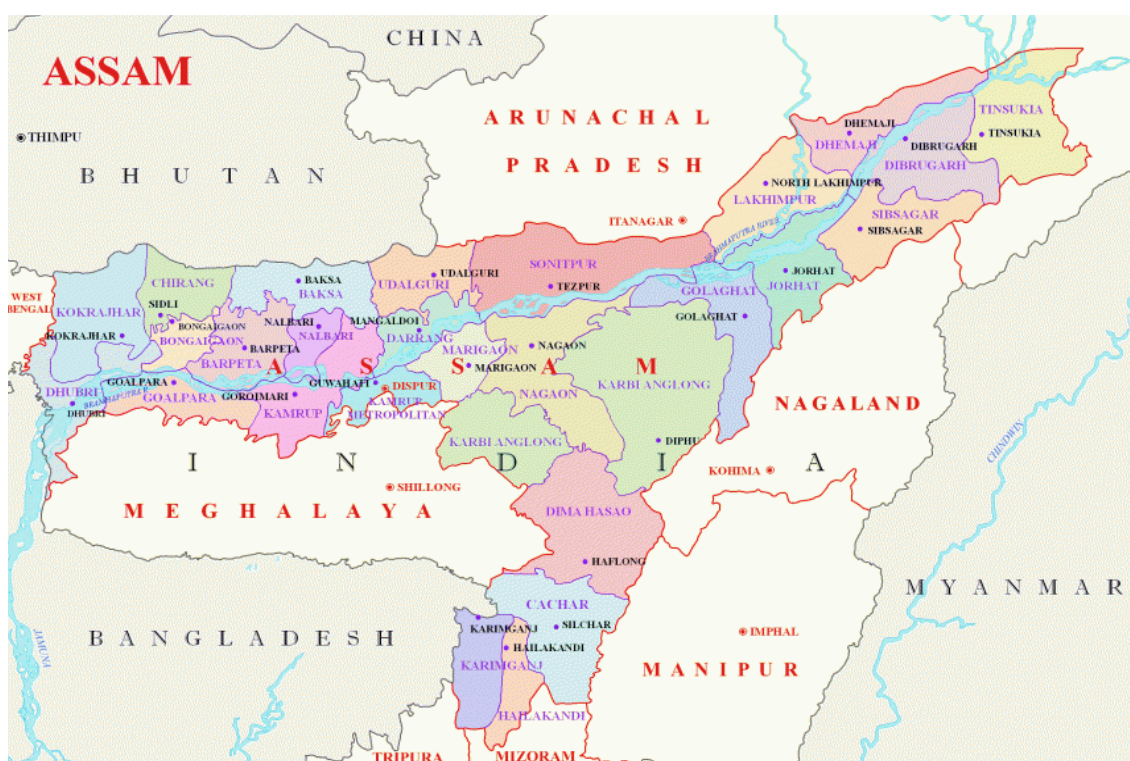 CHINA
ASSAM
ARUNACHAL
PRADESH
THIMPU
BHUTAN
TINSUKIA
TINSUKIA
DHEMAJI
DHEMAJI
DIBRUGARH
DIBRUGARH
NORTH LAKHIMPUR
LAKHIMPUR
SIBSAGAR
SIBSAGAR
ITANAGAR
BRAHMAPUTRA RIVER
WEST
BENGAL
CHIRANG
SIDLI
KOKRAJHAR
KOKRAJHAR
BONGAIGAON
BONGAIGAON
BAKSA
BAKSA
UDALGURI
UDALGURI
SONITPUR
TEZPUR
JORHAT
JORHAT
GOLAGHAT
GOLAGHAT
NALBARI
NALBARI
MANGALDOI
DARRANG
BARPETA
BARPETA
MARIGAON
MARIGAON
NAGAON
NAGAON
ASSAM
KARBI ANGLONG
DHUBRI
DHUBRI
BRAHMAPUTRA R
GOALPARA
GOALPARA
GOROIMARI
KAMRUP
GUWAHATI
DISPUR
KAMRUP
METROPOLITAN
KARBI ANGLONG
DIPHU
NAGALAND
KOHIMA
CHINDWIN
INDIA
SHILLONG
MEGHALAYA
DIMA HASAO
HAFLONG
CACHAR
SILCHAR
KARIMGANJ
KARIMGANJ
HAILAKANDI
HAILAKANDI
MYANMAR
IMPHAL
MANIPUR
BANGLADESH
JAMUNA
TRIPURA
MIZORAM